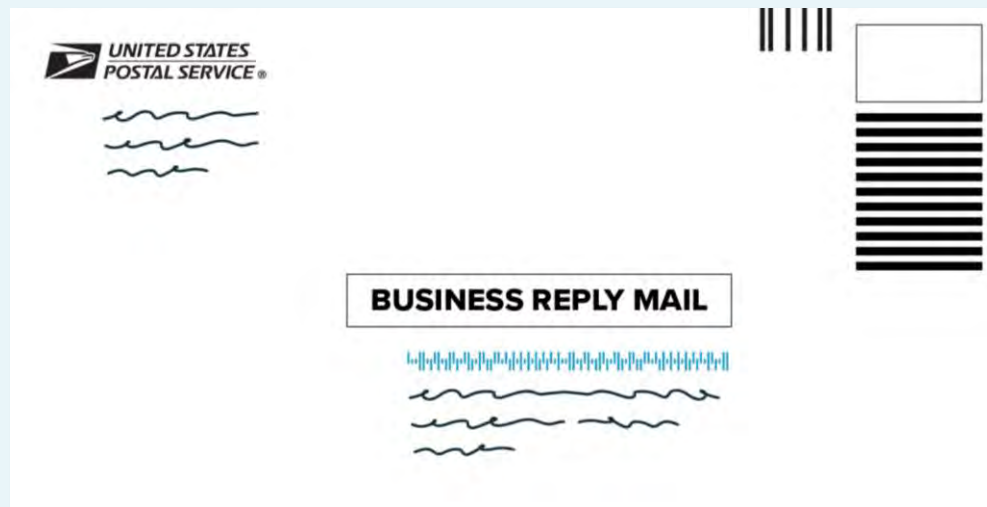 UNITED STATES
POSTAL SERVICE®
BUSINESS REPLY MAIL